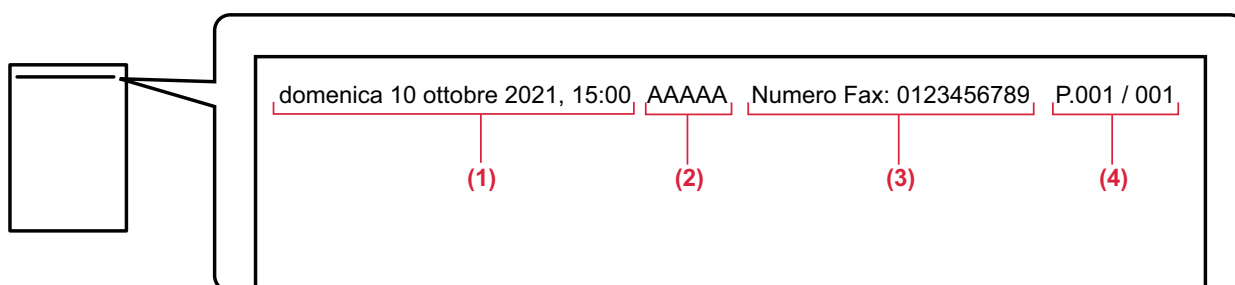 domenica 10 ottobre 2021, 15:00 AAAAA Numero Fax: 0123456789 P.001 / 001
(1) (2) (3) (4)